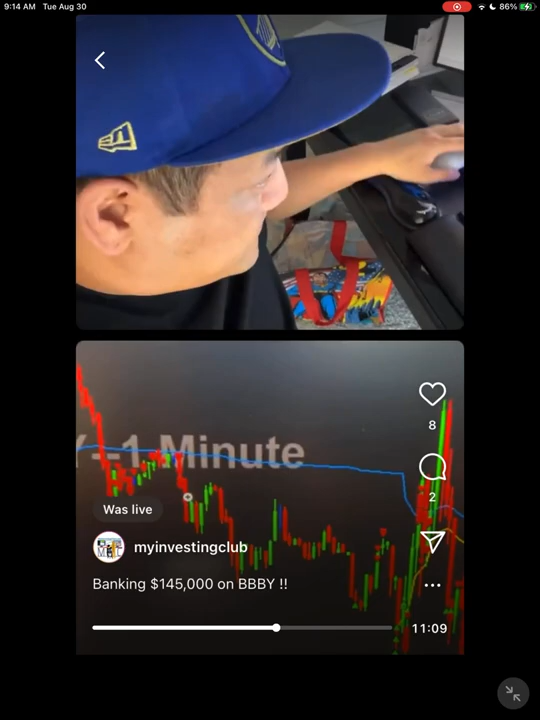 9:14 AM Tue Aug 30
86%
Y-1 Minute
8
2
Was live
myinvestingclub
Banking $145,000 on BBBY !!
11:09